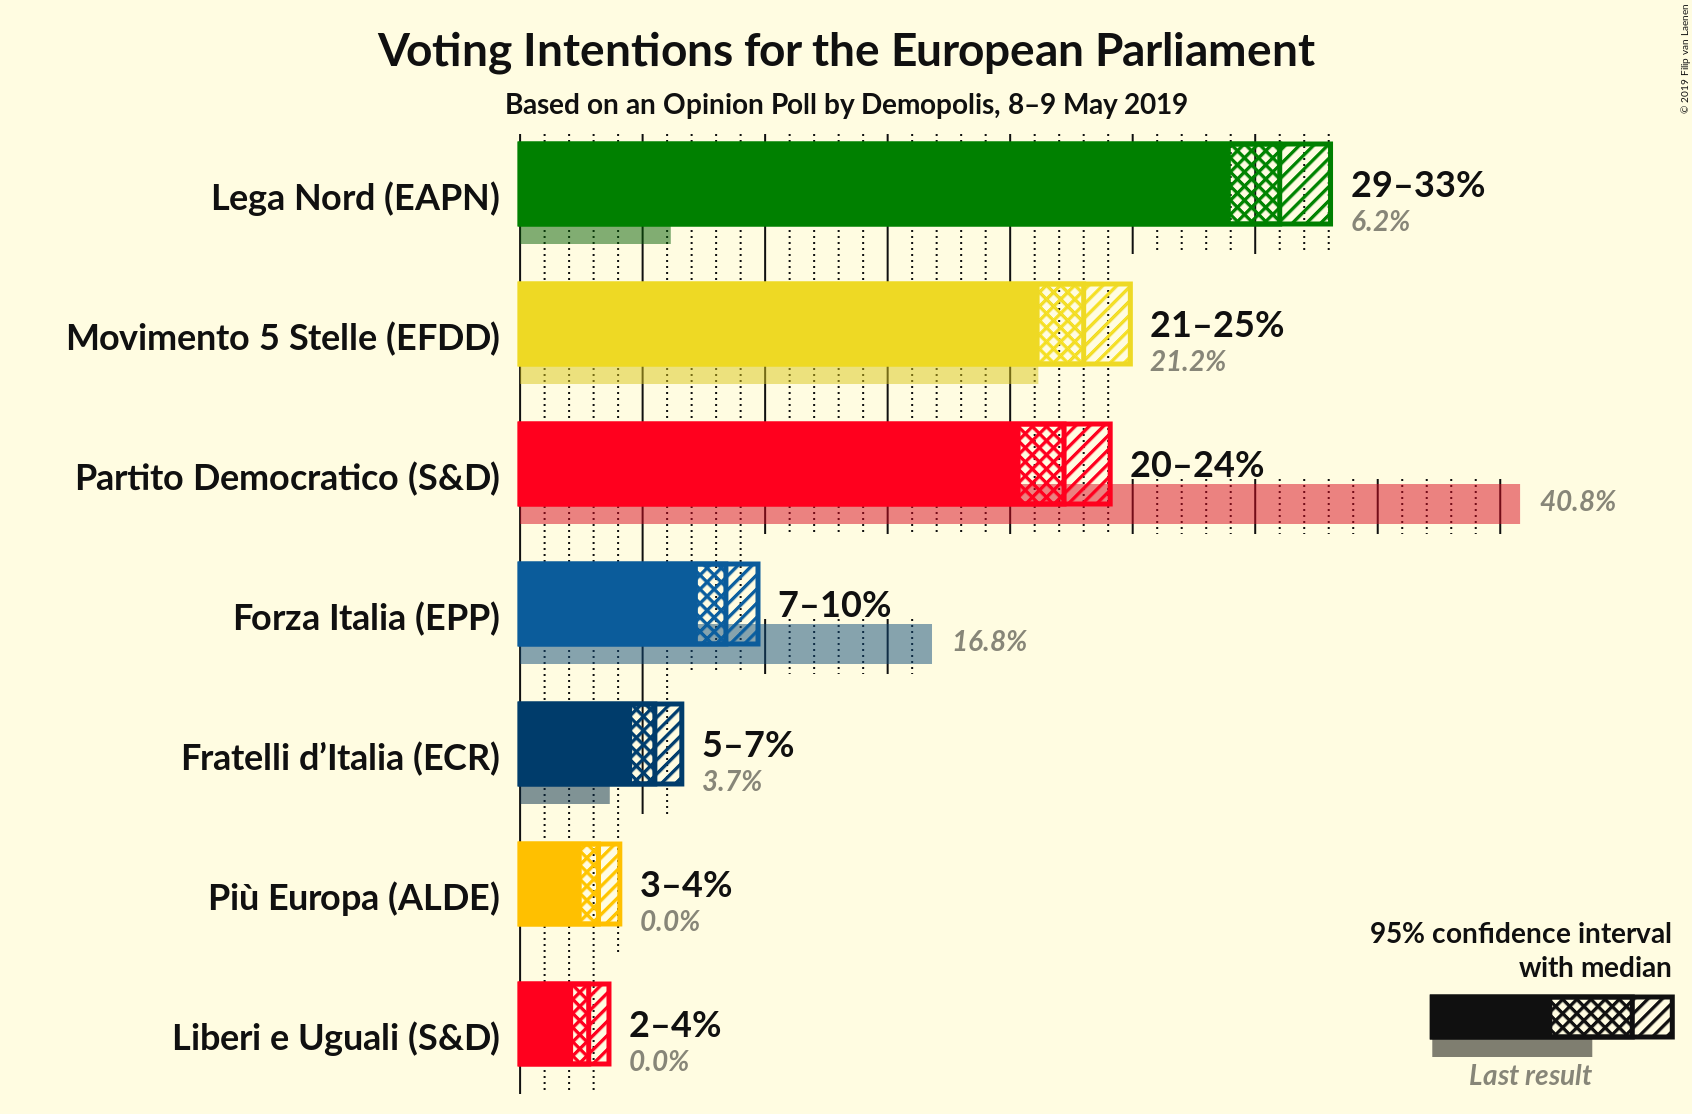 Voting Intentions for the European Parliament
Based on an Opinion Poll by Demopolis, 8–9 May 2019
© 2019 Filip van Laenen
Lega Nord (EAPN)
29–33%
6.2%
Movimento 5 Stelle (EFDD)
21–25%
21.2%
Partito Democratico (S&D)
20–24%
40.8%
Forza Italia (EPP)
7–10%
16.8%
Fratelli d’Italia (ECR)
5–7%
3.7%
Più Europa (ALDE)
3–4%
0.0%
Liberi e Uguali (S&D)
2–4%
0.0%
95% confidence interval
with median
Last result